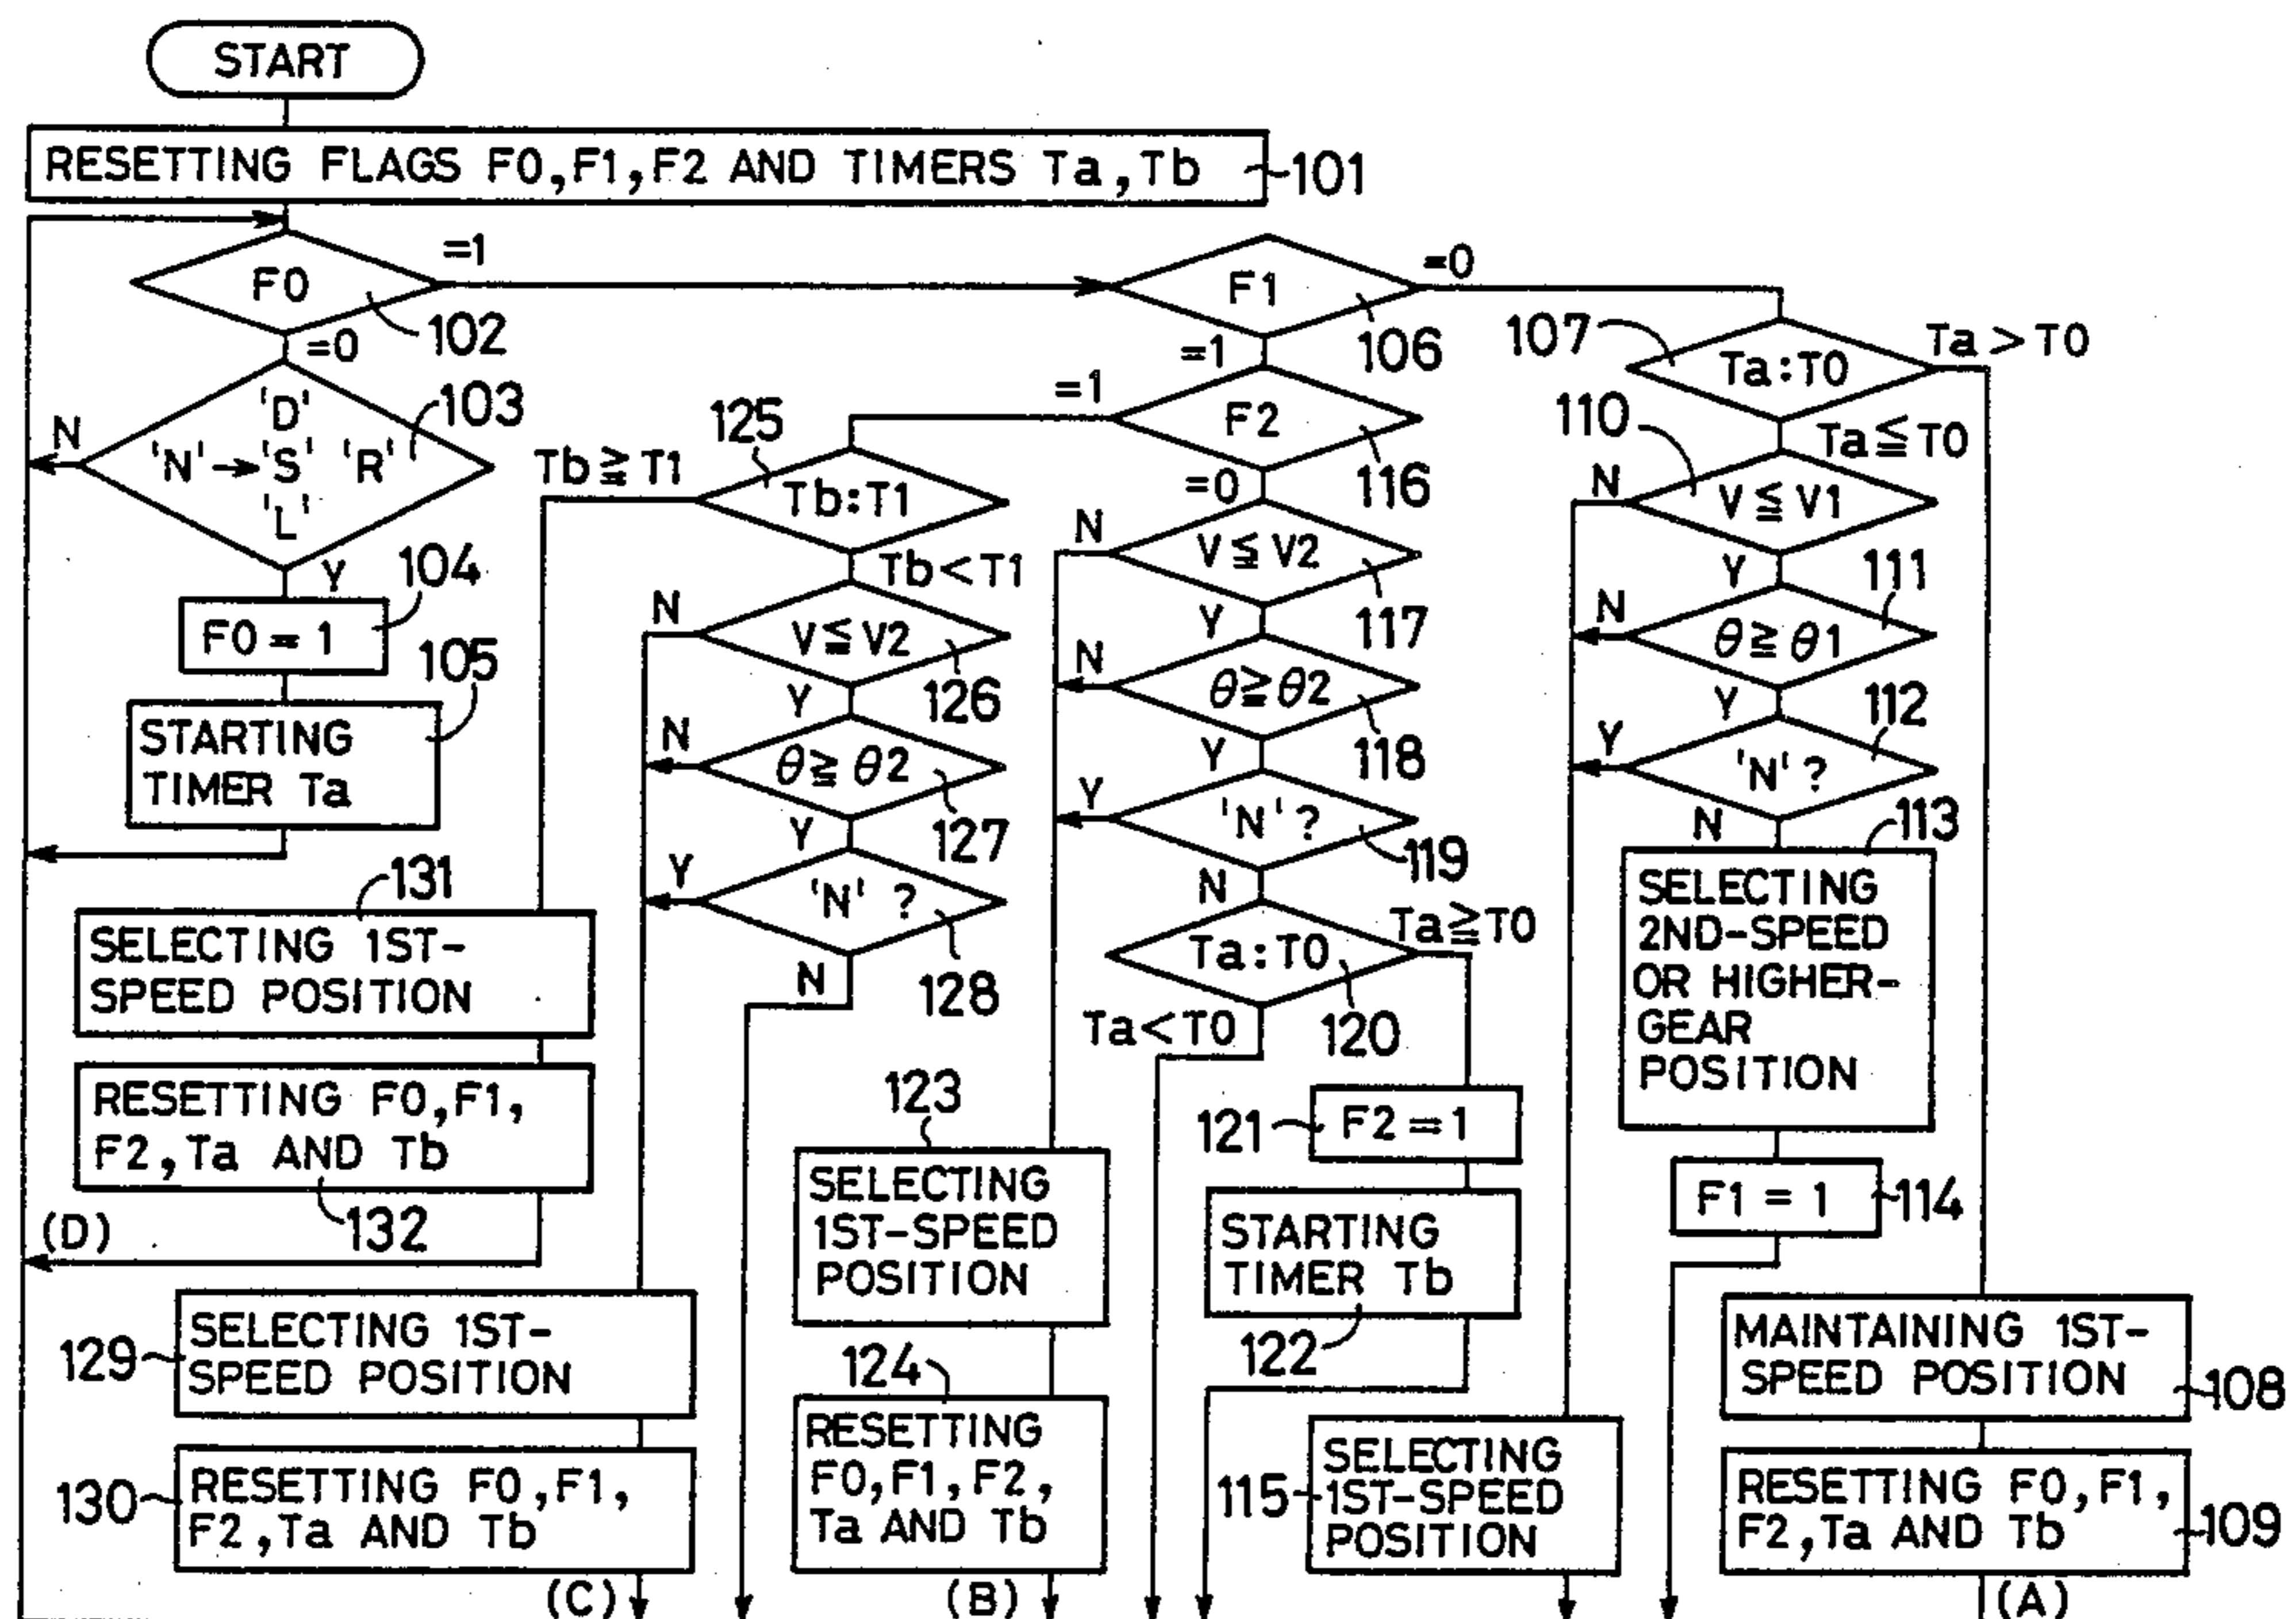 START
RESETTING FLAGS F0,F1,F2 AND TIMERS Ta,Tb
101
F0
=1
102
=0
'D'
'N'→'S' 'R'
'L'
103
N
Y
F0=1
104
STARTING
TIMER Ta
105
F1
=0
106
=1
Ta:T0
107
Ta>T0
Ta≦T0
F2
=1
116
=0
V≦V1
110
N
Y
θ≧θ1
111
N
Y
'N'?
112
Y
N
SELECTING
2ND-SPEED
OR HIGHER-
GEAR
POSITION
113
F1 = 1
114
MAINTAINING 1ST-
SPEED POSITION
108
RESETTING F0,F1,
F2,Ta AND Tb
109
(A)
SELECTING
1ST-SPEED
POSITION
115
V≦V2
117
N
Y
θ≧θ2
118
N
Y
'N'?
119
Y
N
Ta:T0
120
Ta≧T0
Ta<T0
F2=1
121
STARTING
TIMER Tb
122
SELECTING
1ST-SPEED
POSITION
123
RESETTING
F0,F1,F2,
Ta AND Tb
124
(B)
Tb:T1
125
Tb≧T1
Tb<T1
V≦V2
126
N
Y
θ≧θ2
127
N
Y
'N' ?
128
Y
N
SELECTING 1ST-
SPEED POSITION
129
RESETTING F0,F1,
F2,Ta AND Tb
130
(C)
SELECTING 1ST-
SPEED POSITION
131
RESETTING F0,F1,
F2,Ta AND Tb
132
(D)